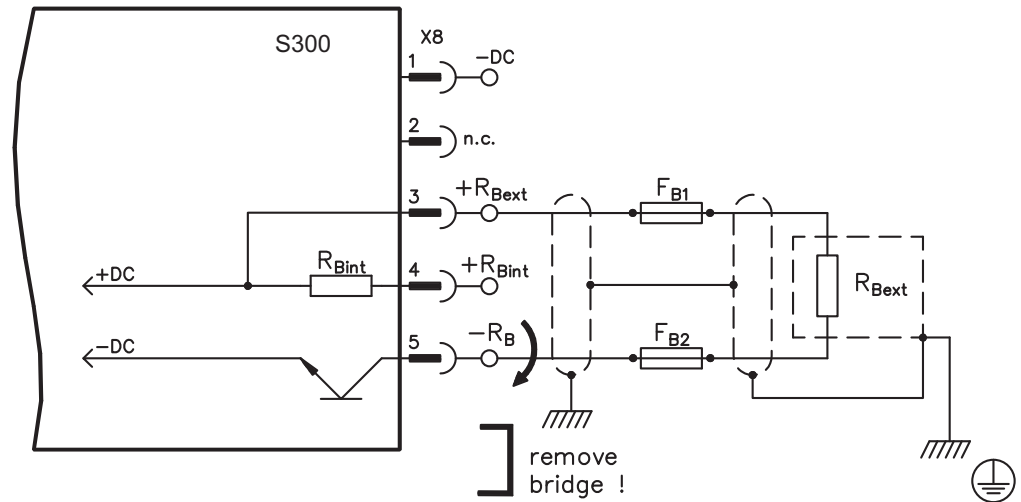 S300
X8
1
−DC
2
n.c.
3
+RBext
FB1
+DC
RBint
4
+RBint
RBext
−DC
5
−RB
FB2
remove
bridge !